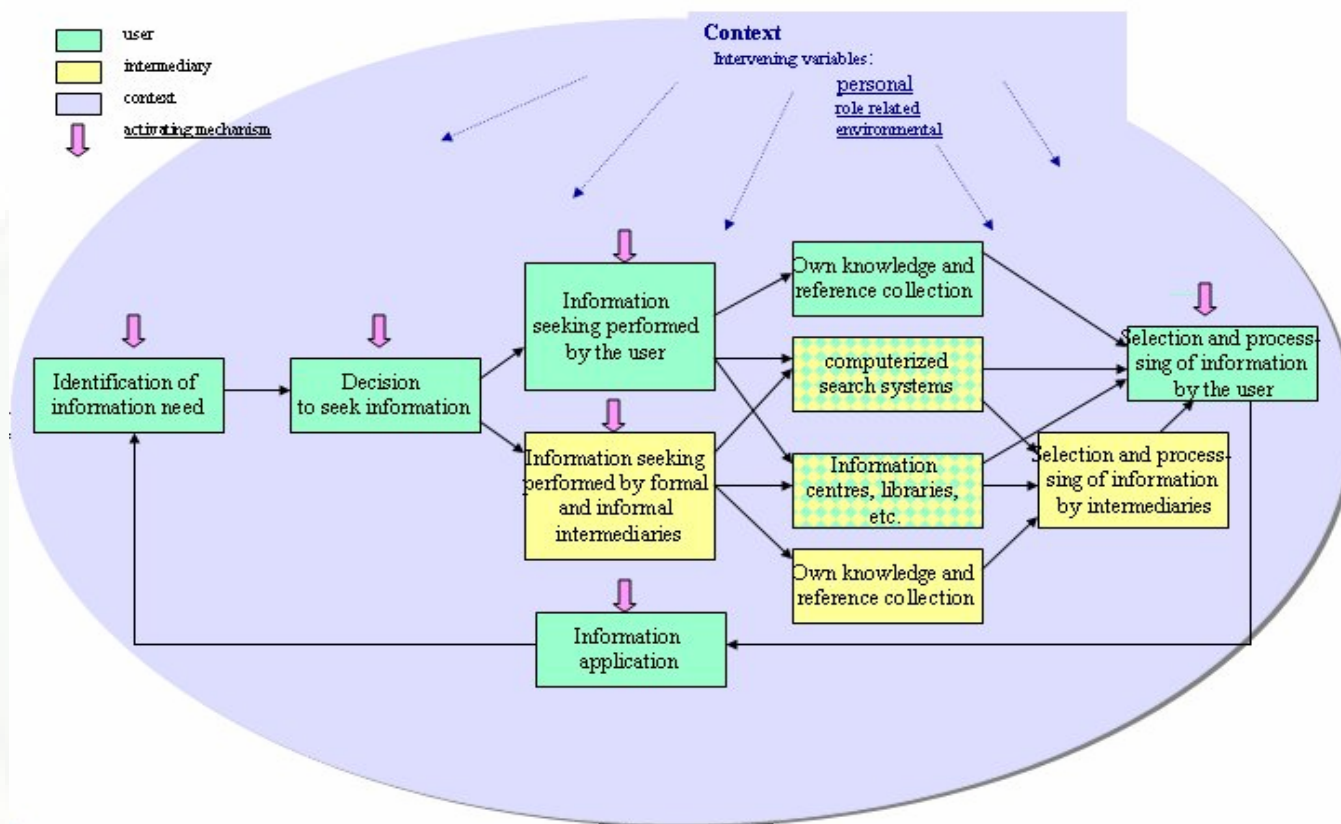 user
intermediary
context
activating mechanism
Context
Intervening variables:
personal
role related
environmental
Identification of
information need
Decision
to seek information
Information
seeking performed
by the user
Information seeking
performed by formal
and informal
intermediaries
Own knowledge and
reference collection
computerized
search systems
Information
centres, libraries,
etc.
Own knowledge and
reference collection
Selection and process-
sing of information
by the user
Selection and process-
sing of information
by intermediaries
Information
application